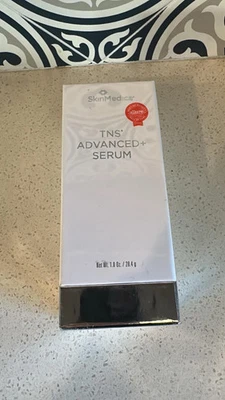 SkinMedica®
TNS®
ADVANCED+
SERUM
Net Wt. 1.0 Oz. / 28.4 g